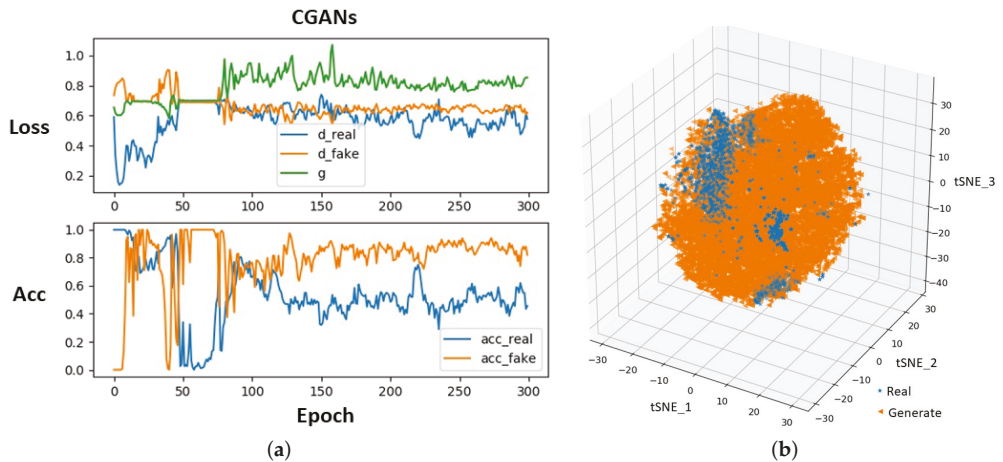 CGANs
Loss
1.0
0.8
0.6
0.4
0.2
d_real
d_fake
g
0 50 100 150 200 250 300
Acc
1.0
0.8
0.6
0.4
0.2
0.0
acc_real
acc_fake
0 50 100 150 200 250 300
Epoch
(a)
30
20
10
0
−10
−20
−30
−40
tSNE_3
−30 −20 −10 0 10 20 30
tSNE_1
−30
−20
−10
0
10
20
30
tSNE_2
Real
Generate
(b)